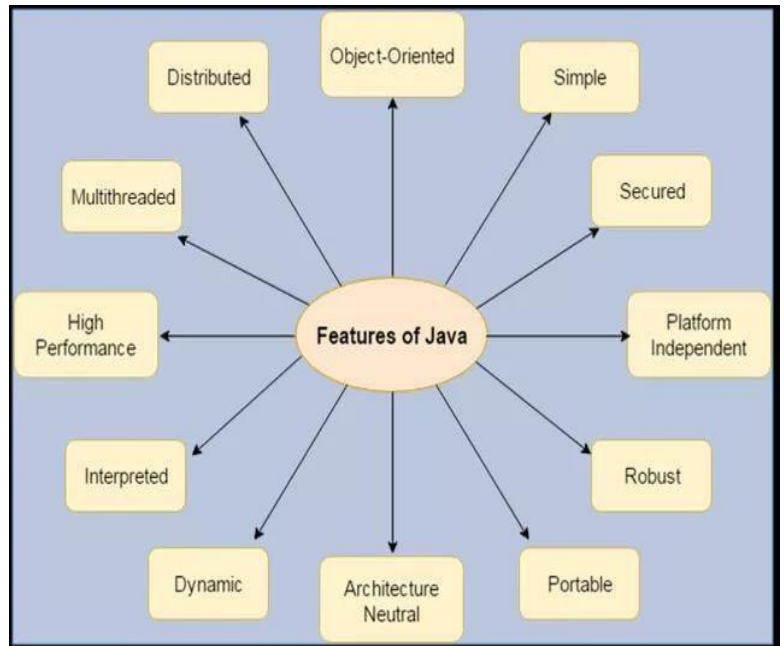 Object-Oriented
Distributed
Simple
Multithreaded
Secured
High
Performance
Features of Java
Platform
Independent
Interpreted
Robust
Dynamic
Architecture
Neutral
Portable